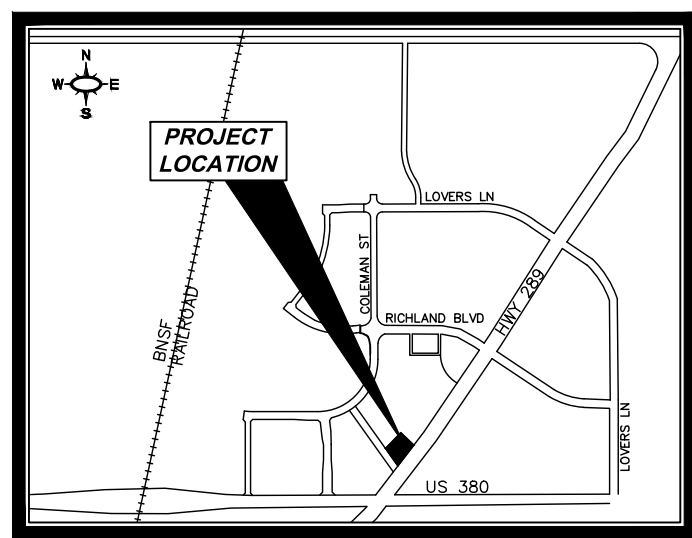 N
W E
S
PROJECT
LOCATION
LOVERS LN
COLEMAN ST
HWY 289
RICHLAND BLVD
BNSF
RAILROAD
LOVERS LN
US 380